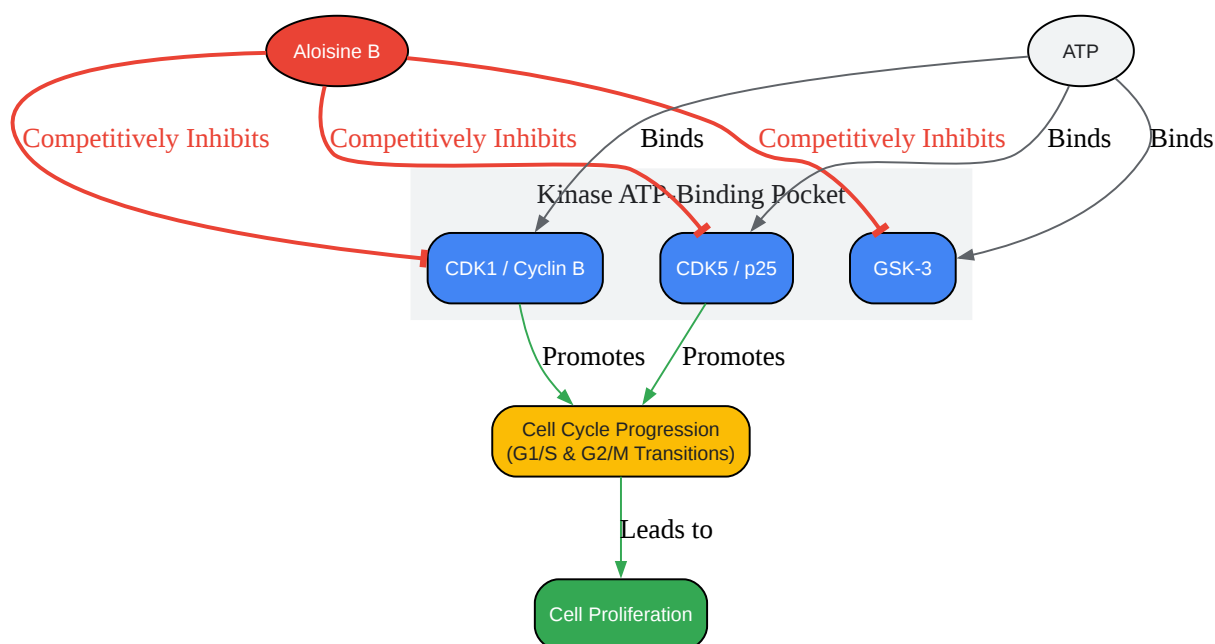 Aloisine B
ATP
Competitively Inhibits
Competitively Inhibits
Binds
Competitively Inhibits
Binds
Binds
Kinase ATP-Binding Pocket
CDK1 / Cyclin B
CDK5 / p25
GSK-3
Promotes
Promotes
Cell Cycle Progression
(G1/S & G2/M Transitions)
Leads to
Cell Proliferation